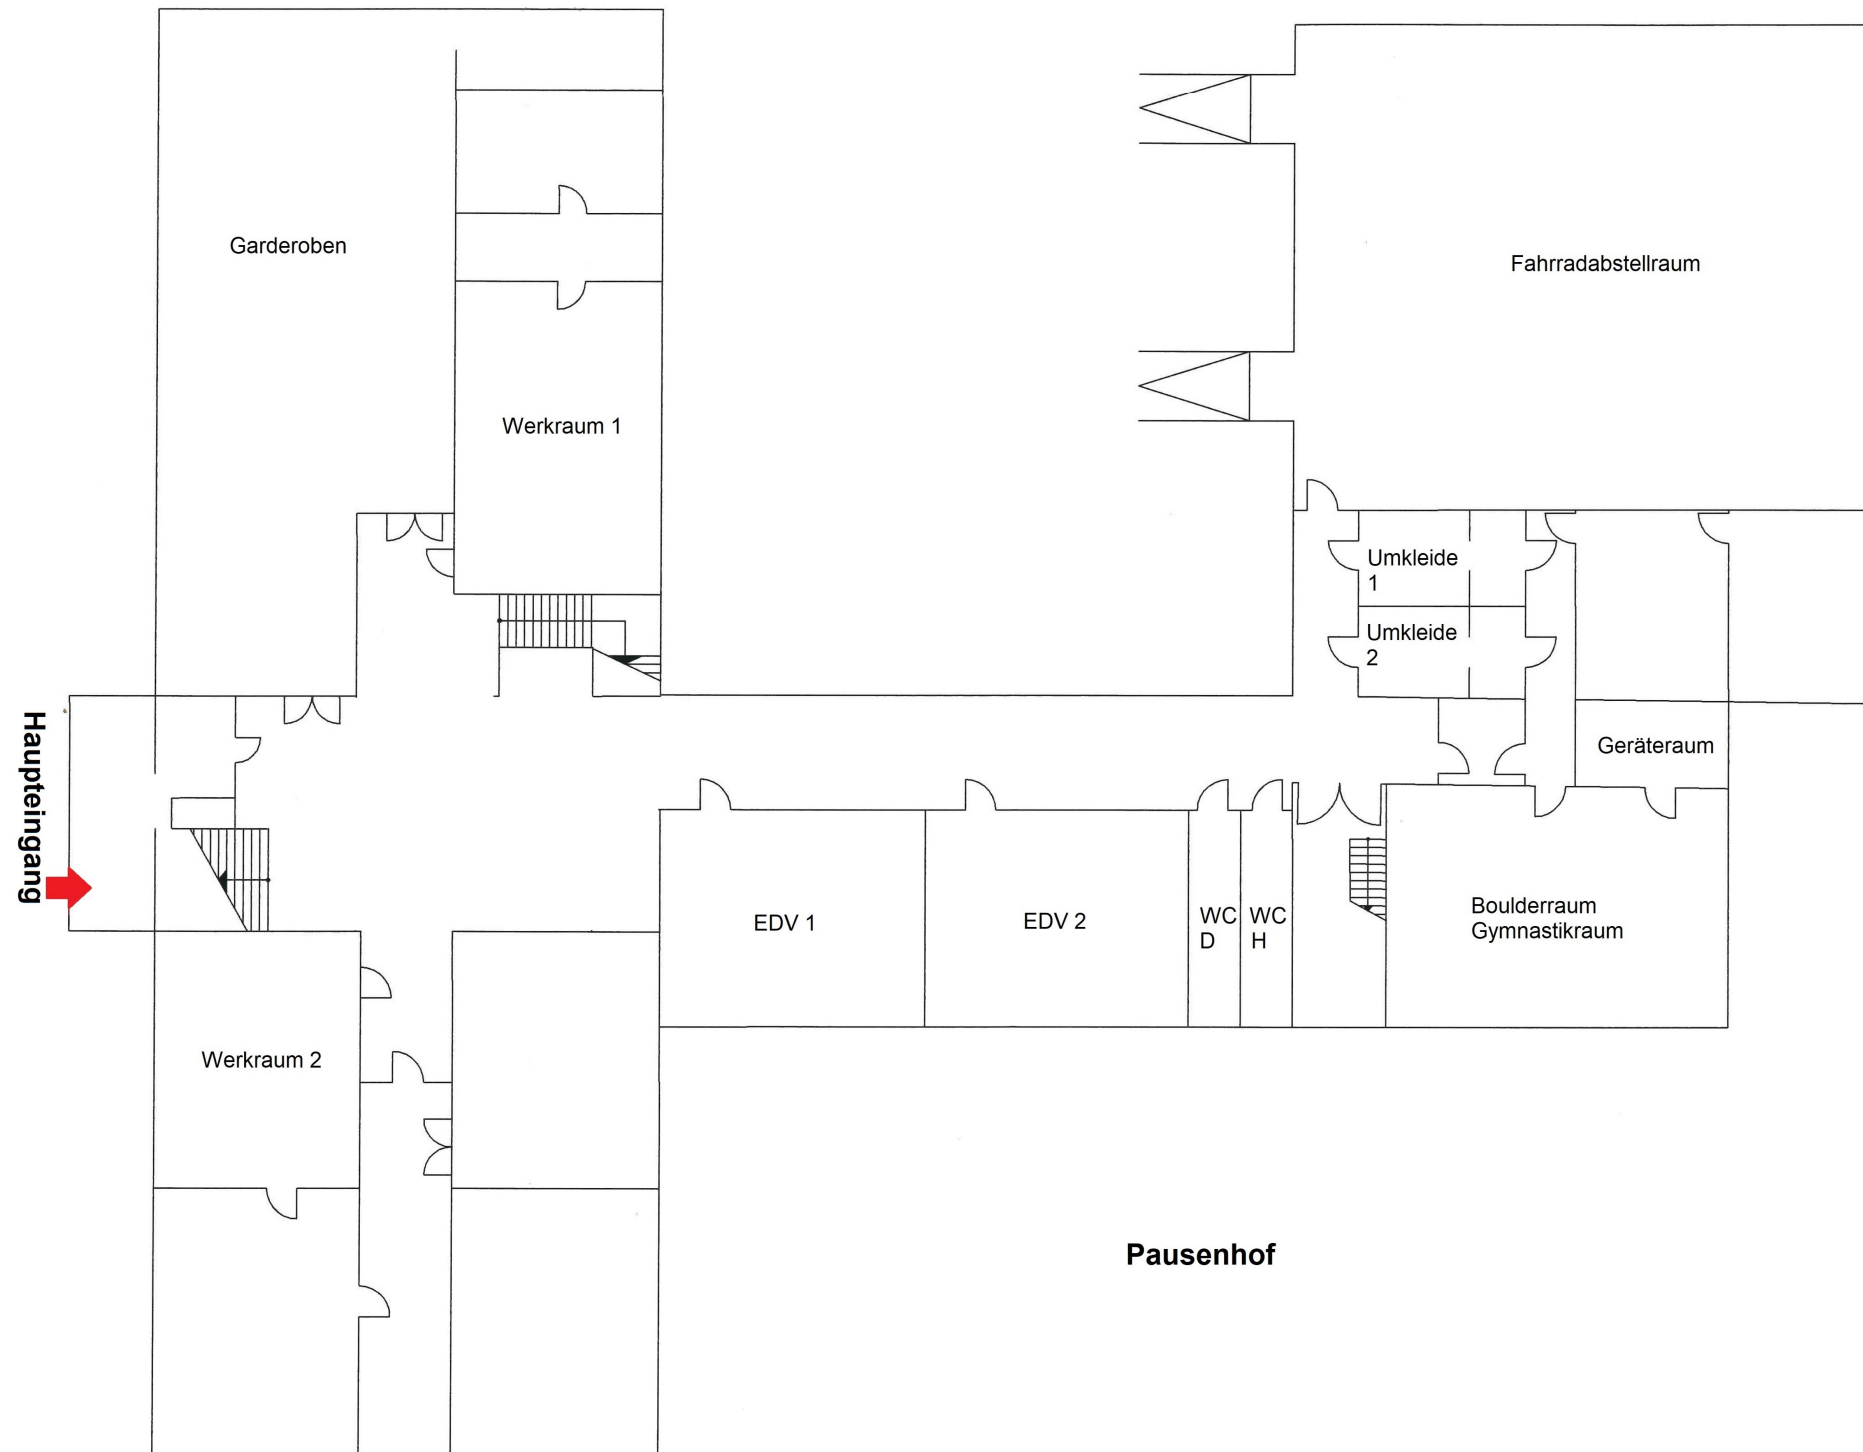 Garderoben
Fahrradabstellraum
Werkraum 1
Umkleide
1
Umkleide
2
Haupteingang
Geräteraum
EDV 1
EDV 2
WC
D
WC
H
Boulderraum
Gymnastikraum
Werkraum 2
Pausenhof